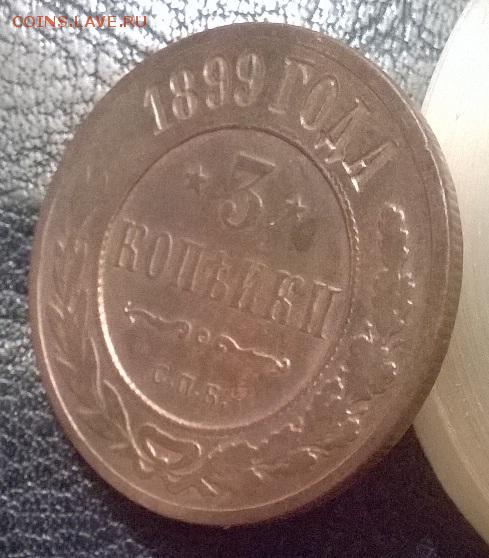 COINS.LAVE.RU
1899 ГОДА
3
КОПѢЙКИ
С.П.Б.